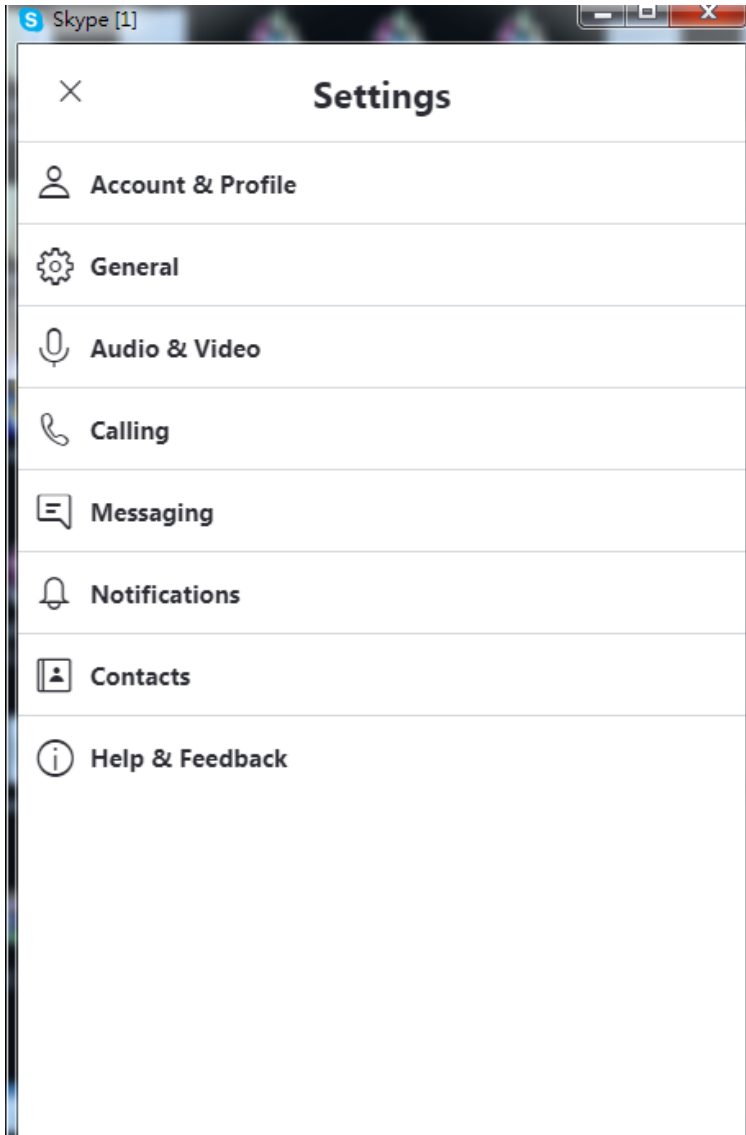 Skype [1]
Settings
Account & Profile
General
Audio & Video
Calling
Messaging
Notifications
Contacts
Help & Feedback